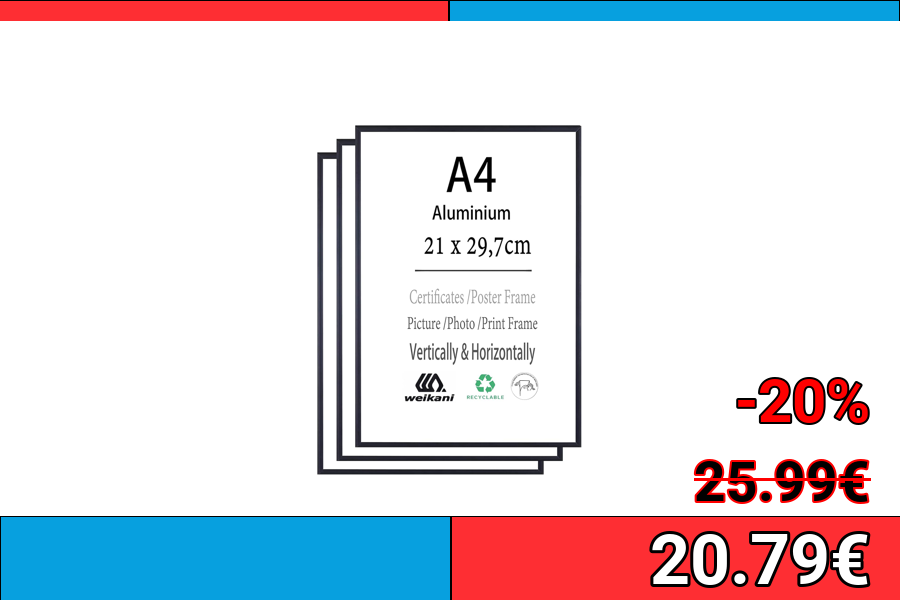 A4
Aluminium
21 x 29,7cm
Certificates /Poster Frame
Picture /Photo /Print Frame
Vertically & Horizontally
weikani
RECYCLABLE
-20%
25.99€
20.79€